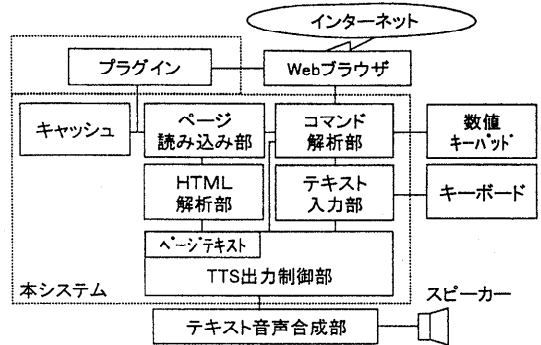 インターネット
プラグイン
Webブラウザ
キャッシュ
ページ
読み込み部
コマンド
解析部
数値
キーパッド
HTML
解析部
テキスト
入力部
キーボード
ページテキスト
TTS出力制御部
本システム
スピーカー
テキスト音声合成部